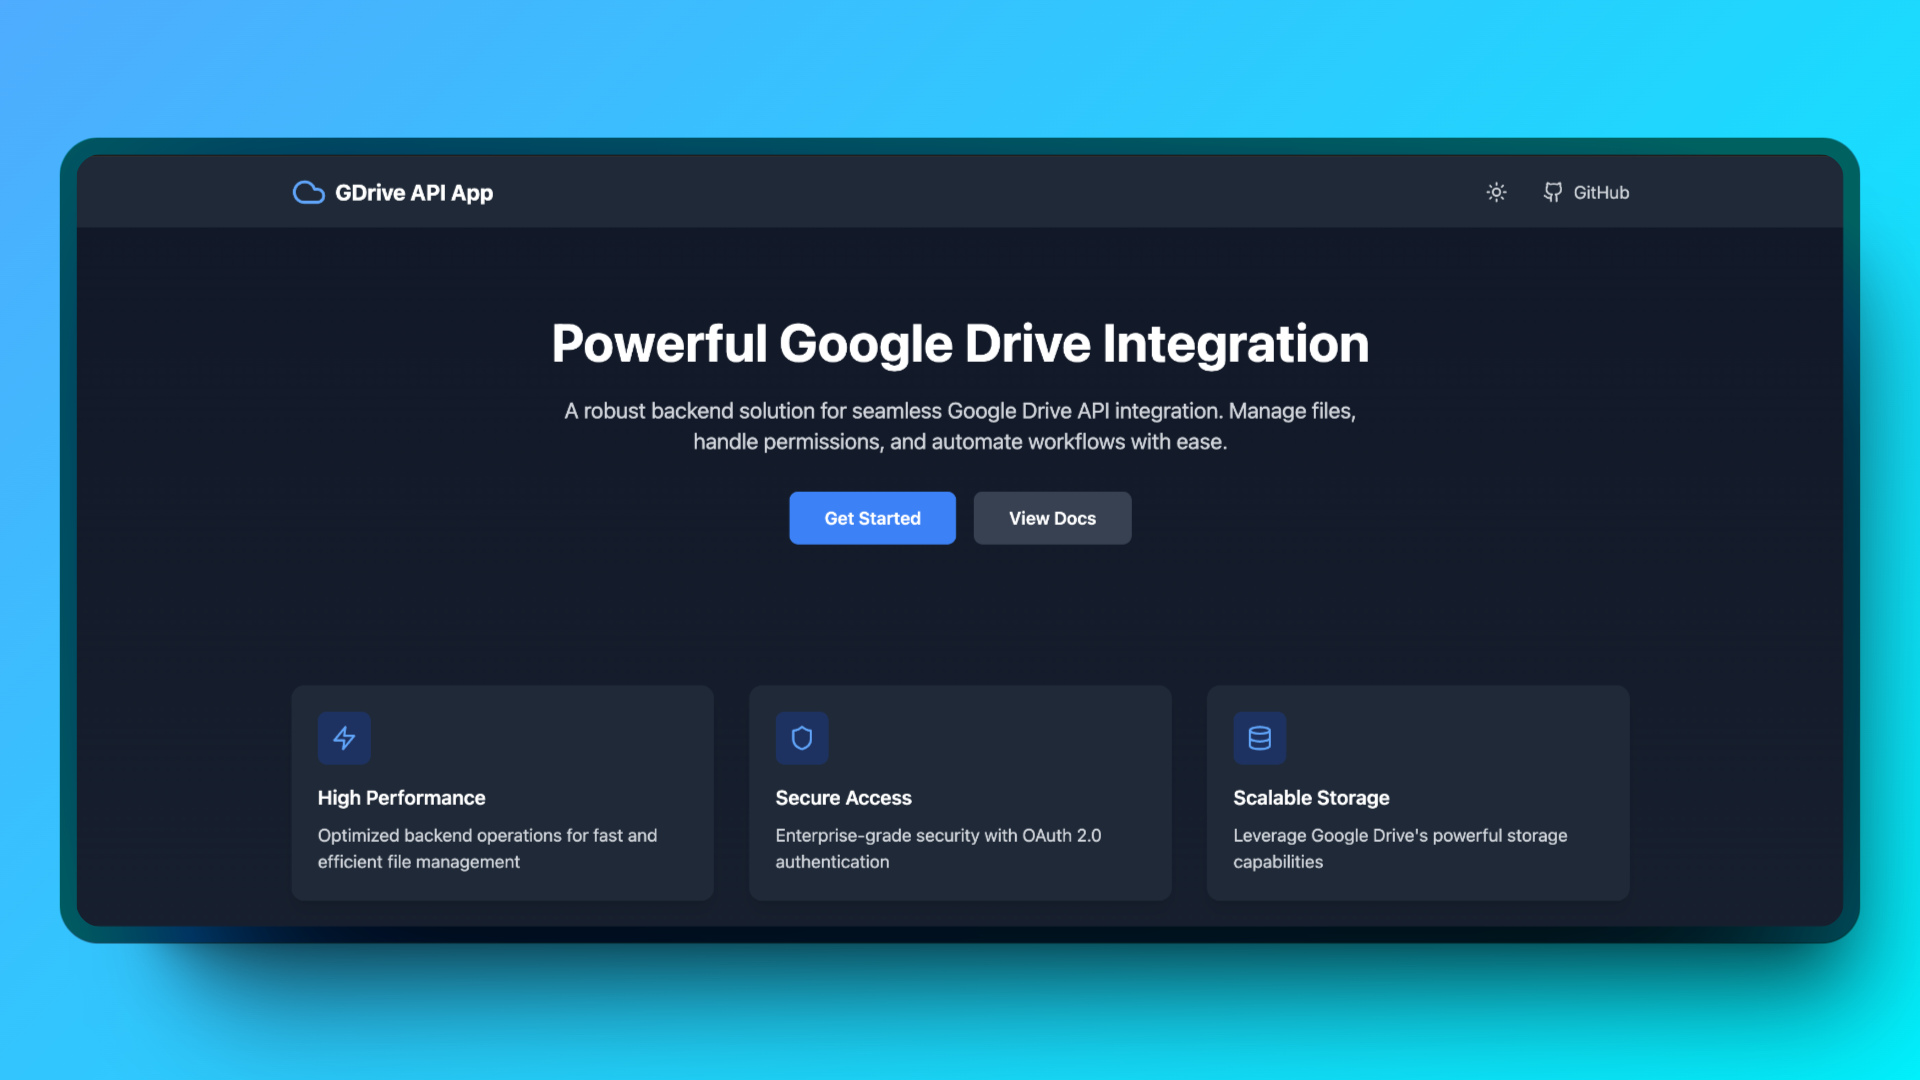 GDrive API App
GitHub
Powerful Google Drive Integration
A robust backend solution for seamless Google Drive API integration. Manage files,
handle permissions, and automate workflows with ease.
Get Started
View Docs
High Performance
Optimized backend operations for fast and
efficient file management
Secure Access
Enterprise-grade security with OAuth 2.0
authentication
Scalable Storage
Leverage Google Drive's powerful storage
capabilities